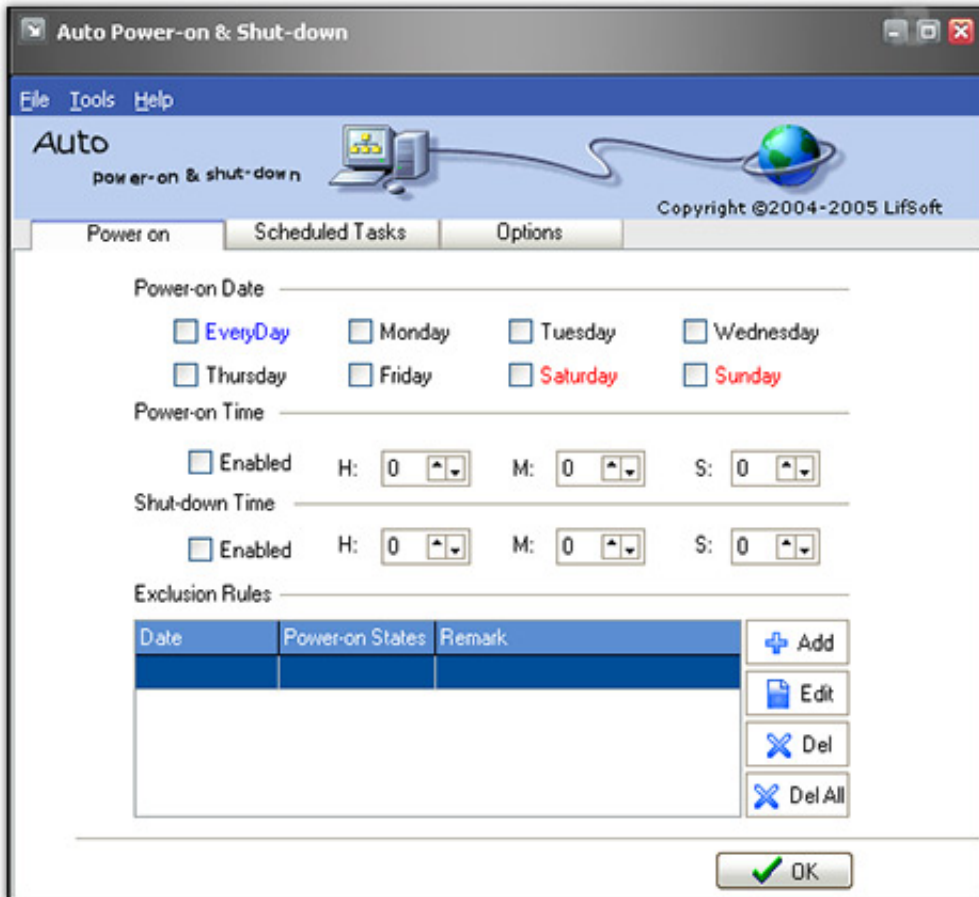 Auto Power-on & Shut-down
File Tools Help
Auto
power-on & shut-down
Copyright ©2004-2005 LifSoft
Power on Scheduled Tasks Options
Power-on Date
EveryDay Monday Tuesday Wednesday
Thursday Friday Saturday Sunday
Power-on Time
Enabled H: 0 M: 0 S: 0
Shut-down Time
Enabled H: 0 M: 0 S: 0
Exclusion Rules
Date Power-on States Remark
Add
Edit
Del
Del All
OK